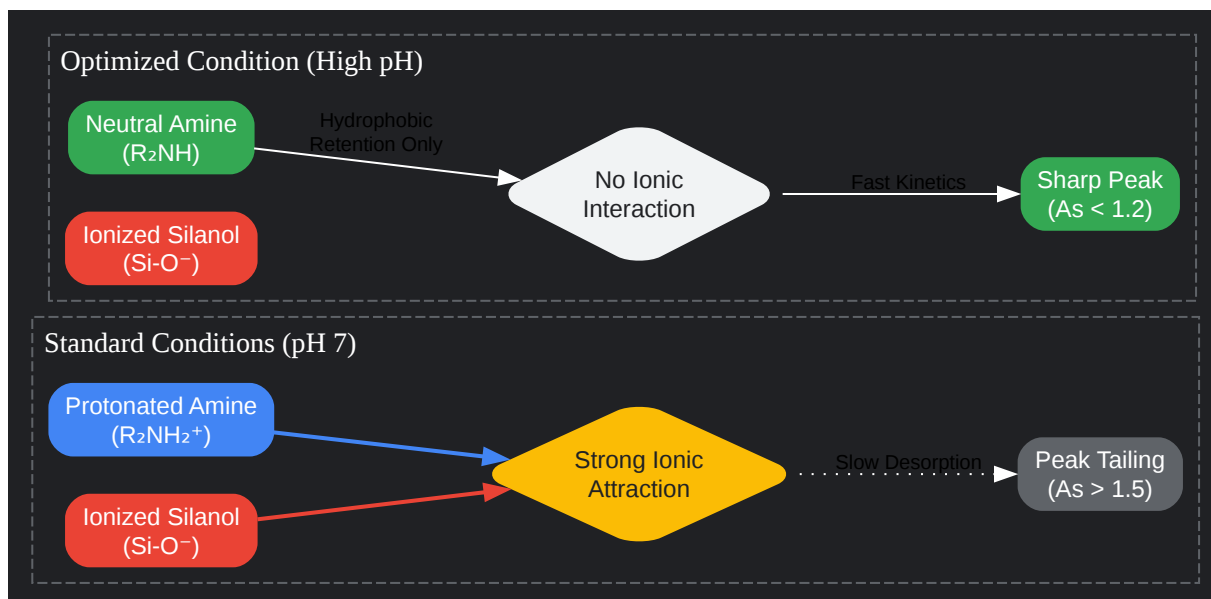 Optimized Condition (High pH)
Neutral Amine
(R₂NH)
Hydrophobic
Retention Only
No Ionic
Interaction
Fast Kinetics
Sharp Peak
(As < 1.2)
Ionized Silanol
(Si-O⁻)
Standard Conditions (pH 7)
Protonated Amine
(R₂NH₂⁺)
Strong Ionic
Attraction
Slow Desorption
Peak Tailing
(As > 1.5)
Ionized Silanol
(Si-O⁻)